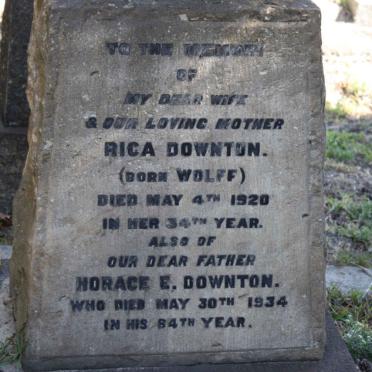 TO THE MEMORY
OF
MY DEAR WIFE
& OUR LOVING MOTHER
RICA DOWNTON.
(BORN WOLFF)
DIED MAY 4TH 1920
IN HER 34TH YEAR.
ALSO OF
OUR DEAR FATHER
HORACE E. DOWNTON.
WHO DIED MAY 30TH 1934
IN HIS 64TH YEAR.